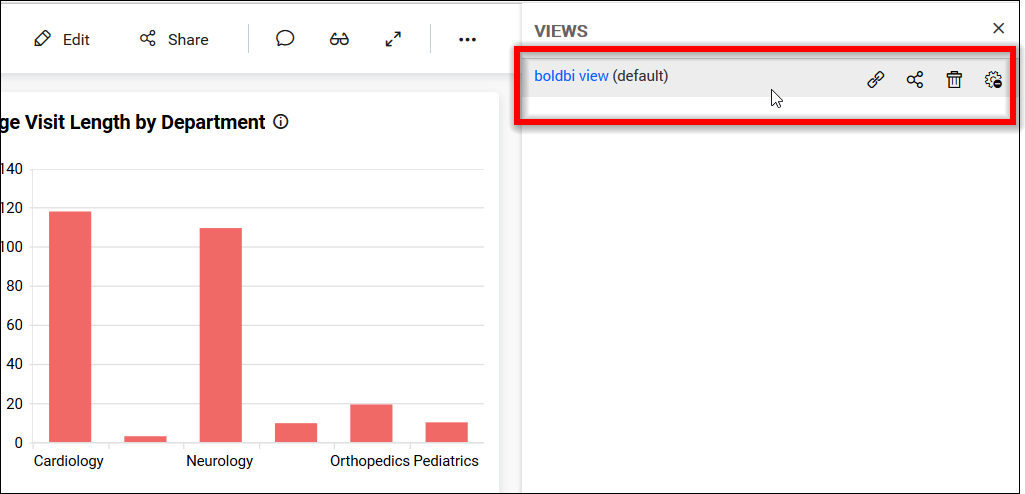 Edit Share
VIEWS
boldbi view (default)
ge Visit Length by Department
140
120
100
80
60
40
20
0
Cardiology Neurology Orthopedics Pediatrics